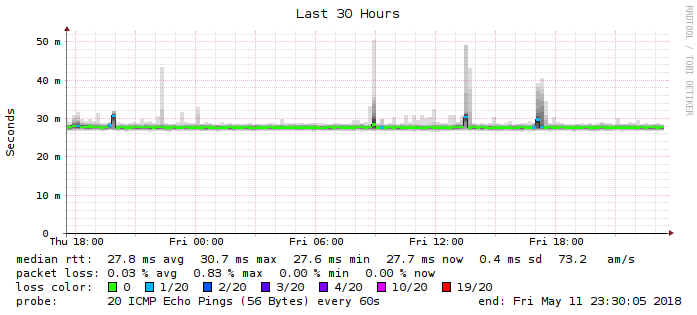 Last 30 Hours
RRDTOOL / TOBI OETIKER
Seconds
50 m
40 m
30 m
20 m
10 m
0
Thu 18:00 Fri 00:00 Fri 06:00 Fri 12:00 Fri 18:00
median rtt: 27.8 ms avg 30.7 ms max 27.6 ms min 27.7 ms now 0.4 ms sd 73.2 am/s
packet loss: 0.03 % avg 0.83 % max 0.00 % min 0.00 % now
loss color: 0 1/20 2/20 3/20 4/20 10/20 19/20
probe: 20 ICMP Echo Pings (56 Bytes) every 60s end: Fri May 11 23:30:05 2018